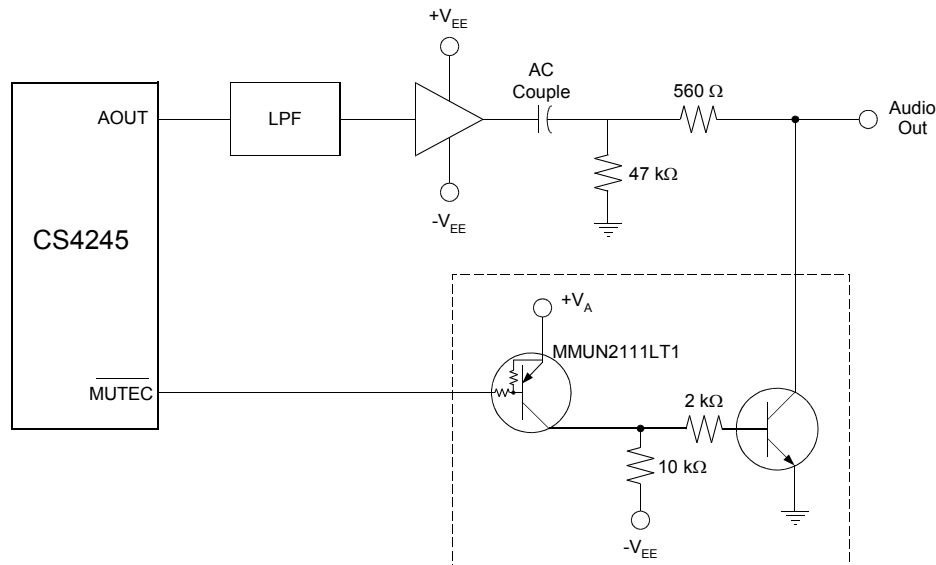 +V_EE
AC
Couple
560 Ω
AOUT
LPF
Audio
Out
47 kΩ
-V_EE
CS4245
+V_A
MMUN2111LT1
MUTEC
2 kΩ
10 kΩ
-V_EE